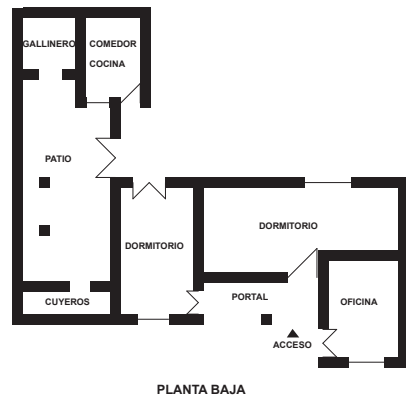 GALLINERO
COMEDOR
COCINA
PATIO
DORMITORIO
DORMITORIO
CUYEROS
PORTAL
OFICINA
ACCESO
PLANTA BAJA